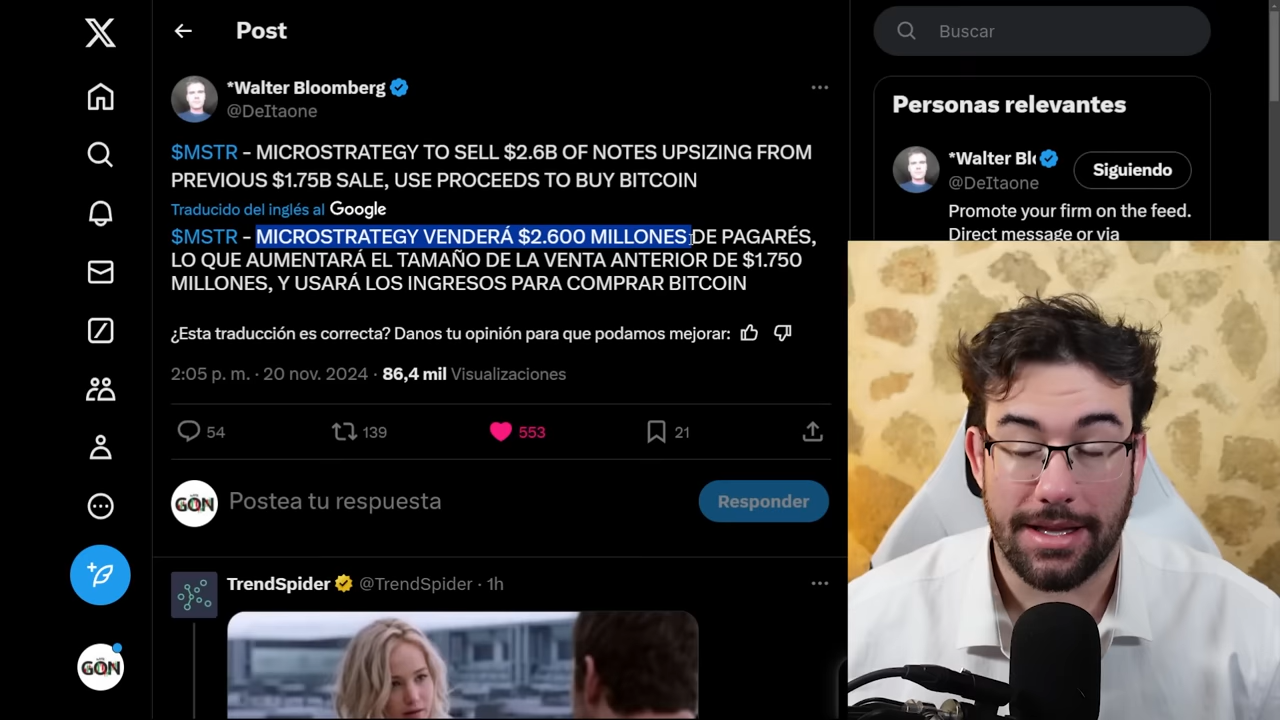 Post
Buscar
*Walter Bloomberg
@DeItaone
$MSTR - MICROSTRATEGY TO SELL $2.6B OF NOTES UPSIZING FROM
PREVIOUS $1.75B SALE, USE PROCEEDS TO BUY BITCOIN
Traducido del inglés al Google
$MSTR - MICROSTRATEGY VENDERÁ $2.600 MILLONES DE PAGARÉS,
LO QUE AUMENTARÁ EL TAMAÑO DE LA VENTA ANTERIOR DE $1.750
MILLONES, Y USARÁ LOS INGRESOS PARA COMPRAR BITCOIN
¿Esta traducción es correcta? Danos tu opinión para que podamos mejorar:
2:05 p. m. · 20 nov. 2024 · 86,4 mil Visualizaciones
54 139 553 21
GON
Postea tu respuesta
Responder
TrendSpider @TrendSpider · 1h
GON
Personas relevantes
*Walter Bl
@DeItaone
Siguiendo
Promote your firm on the feed.
Direct message or via